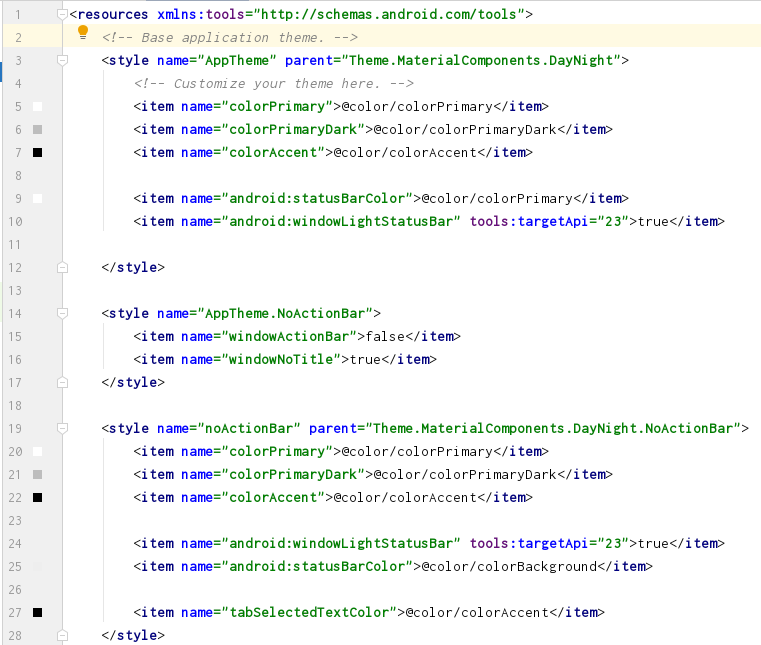 1 <resources xmlns:tools="http://schemas.android.com/tools">
2 <!-- Base application theme. -->
3 <style name="AppTheme" parent="Theme.MaterialComponents.DayNight">
4 <!-- Customize your theme here. -->
5 <item name="colorPrimary">@color/colorPrimary</item>
6 <item name="colorPrimaryDark">@color/colorPrimaryDark</item>
7 <item name="colorAccent">@color/colorAccent</item>
8
9 <item name="android:statusBarColor">@color/colorPrimary</item>
10 <item name="android:windowLightStatusBar" tools:targetApi="23">true</item>
11
12 </style>
13
14 <style name="AppTheme.NoActionBar">
15 <item name="windowActionBar">false</item>
16 <item name="windowNoTitle">true</item>
17 </style>
18
19 <style name="noActionBar" parent="Theme.MaterialComponents.DayNight.NoActionBar">
20 <item name="colorPrimary">@color/colorPrimary</item>
21 <item name="colorPrimaryDark">@color/colorPrimaryDark</item>
22 <item name="colorAccent">@color/colorAccent</item>
23
24 <item name="android:windowLightStatusBar" tools:targetApi="23">true</item>
25 <item name="android:statusBarColor">@color/colorBackground</item>
26
27 <item name="tabSelectedTextColor">@color/colorAccent</item>
28 </style>